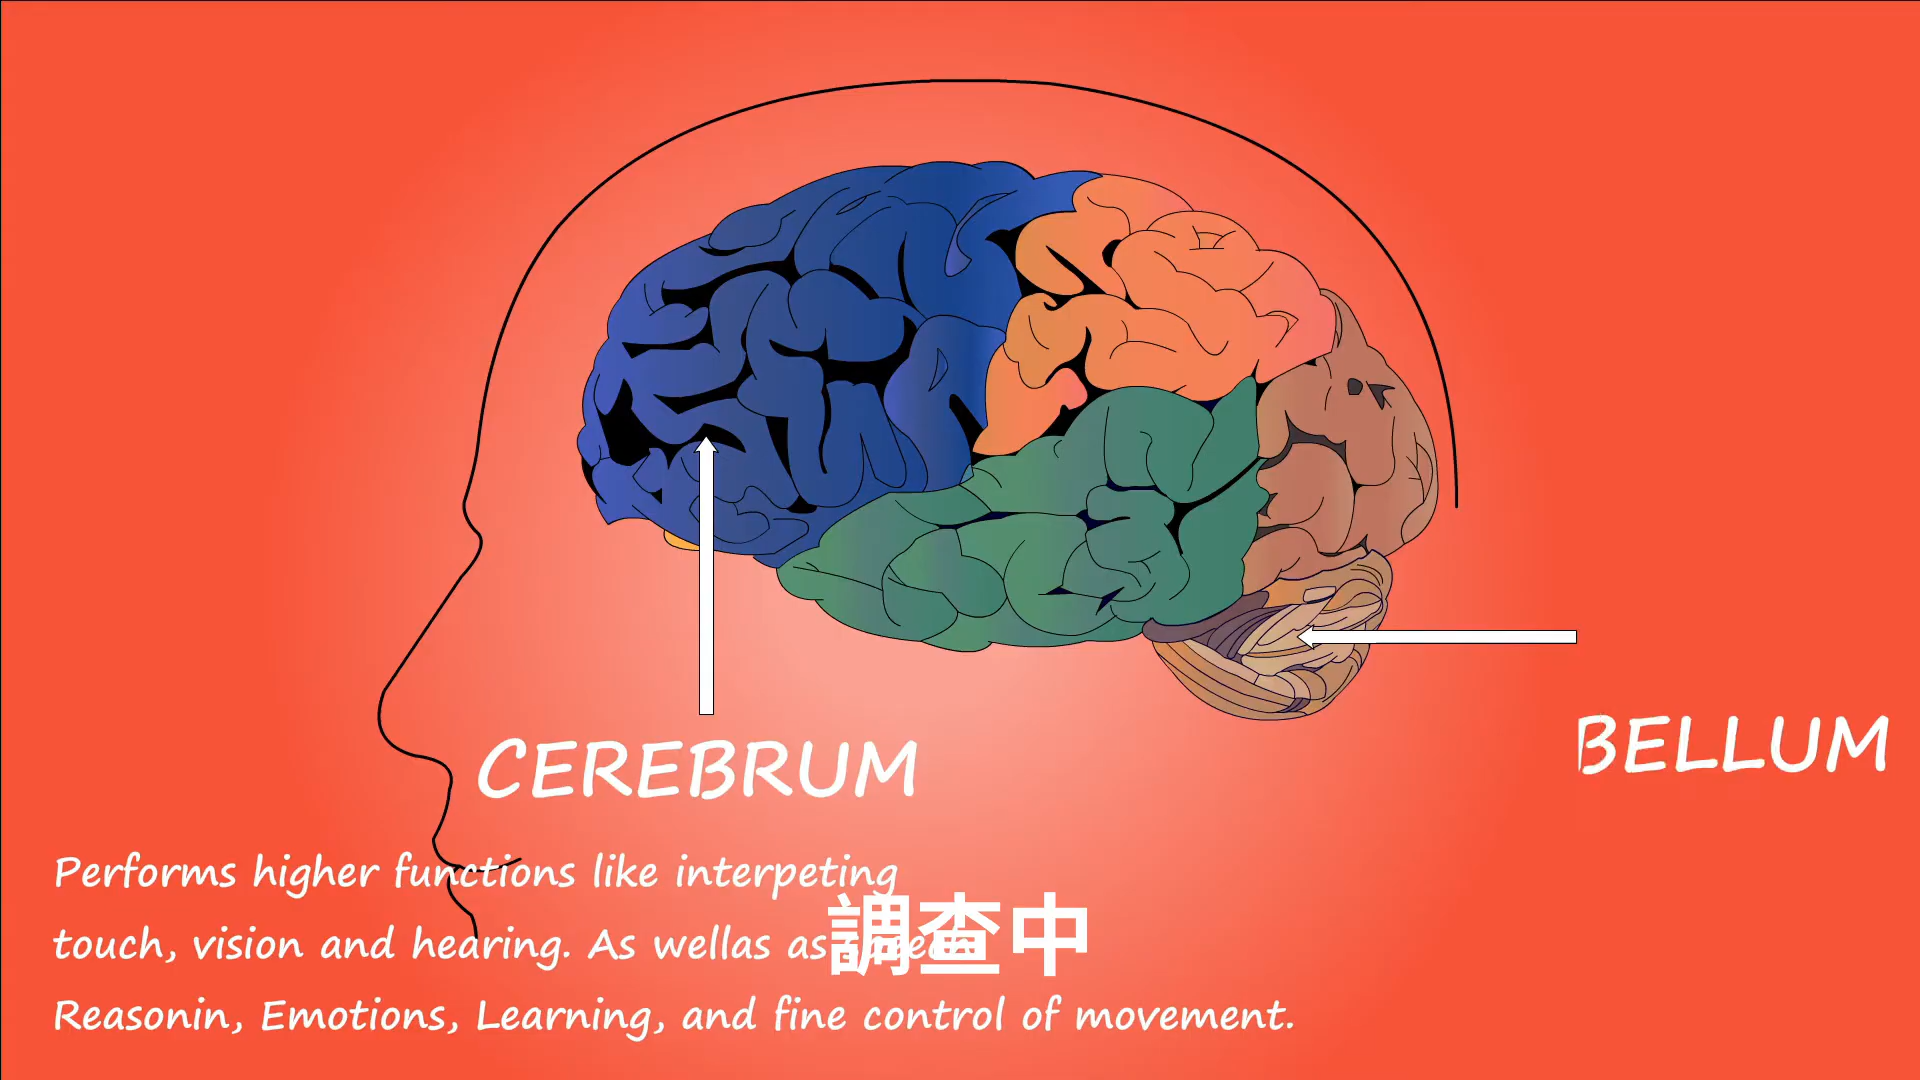 CEREBRUM
BELLUM
Performs higher functions like interpeting
touch, vision and hearing. As wellas as
調査中
Reasonin, Emotions, Learning, and fine control of movement.